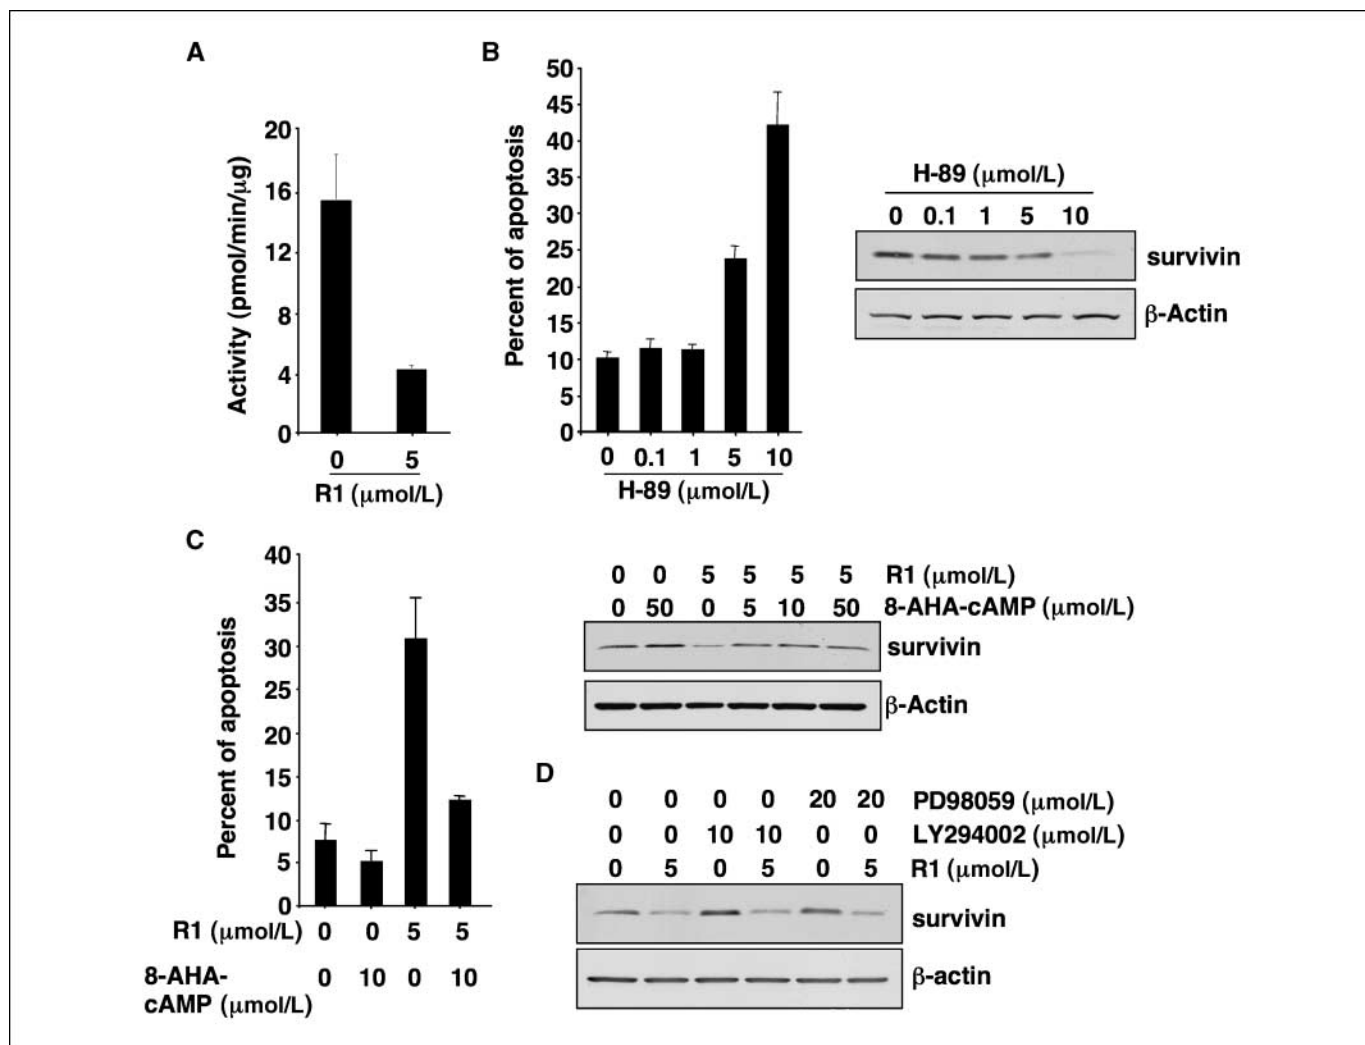 A
Activity (pmol/min/μg)
20
16
12
8
4
0
0 5
R1 (μmol/L)
B
Percent of apoptosis
50
45
40
35
30
25
20
15
10
5
0
0 0.1 1 5 10
H-89 (μmol/L)
H-89 (μmol/L)
0 0.1 1 5 10
survivin
β-Actin
C
Percent of apoptosis
40
35
30
25
20
15
10
5
0
R1 (μmol/L) 0 0 5 5
8-AHA-
cAMP (μmol/L) 0 10 0 10
0 0 5 5 5 5 R1 (μmol/L)
0 50 0 5 10 50 8-AHA-cAMP (μmol/L)
survivin
β-Actin
D
0 0 0 0 20 20 PD98059 (μmol/L)
0 0 10 10 0 0 LY294002 (μmol/L)
0 5 0 5 0 5 R1 (μmol/L)
survivin
β-actin